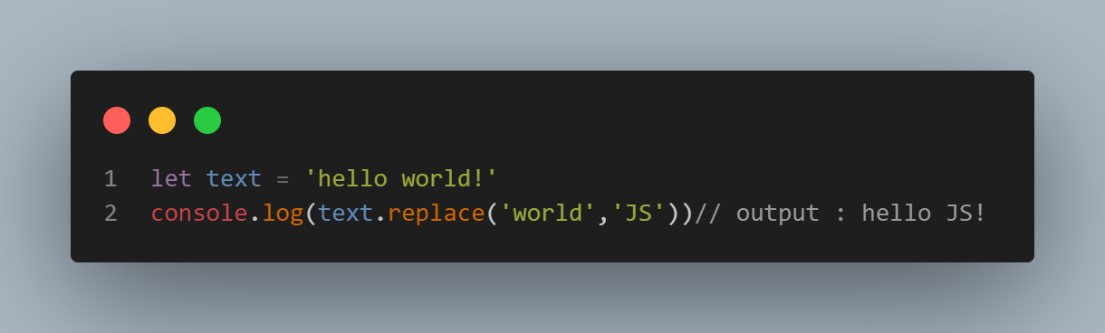 1 let text = 'hello world!'
2 console.log(text.replace('world','JS'))// output : hello JS!